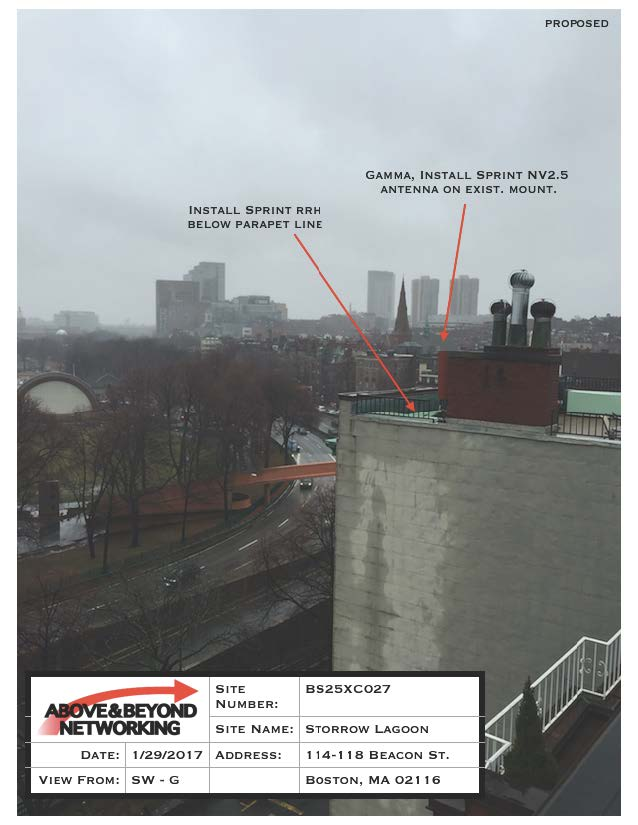 PROPOSED
GAMMA, INSTALL SPRINT NV2.5
ANTENNA ON EXIST. MOUNT.
INSTALL SPRINT RRH
BELOW PARAPET LINE
ABOVE&BEYOND
NETWORKING
SITE
NUMBER:
BS25XC027
SITE NAME: STORROW LAGOON
DATE: 1/29/2017 ADDRESS: 114-118 BEACON ST.
VIEW FROM: SW - G BOSTON, MA 02116